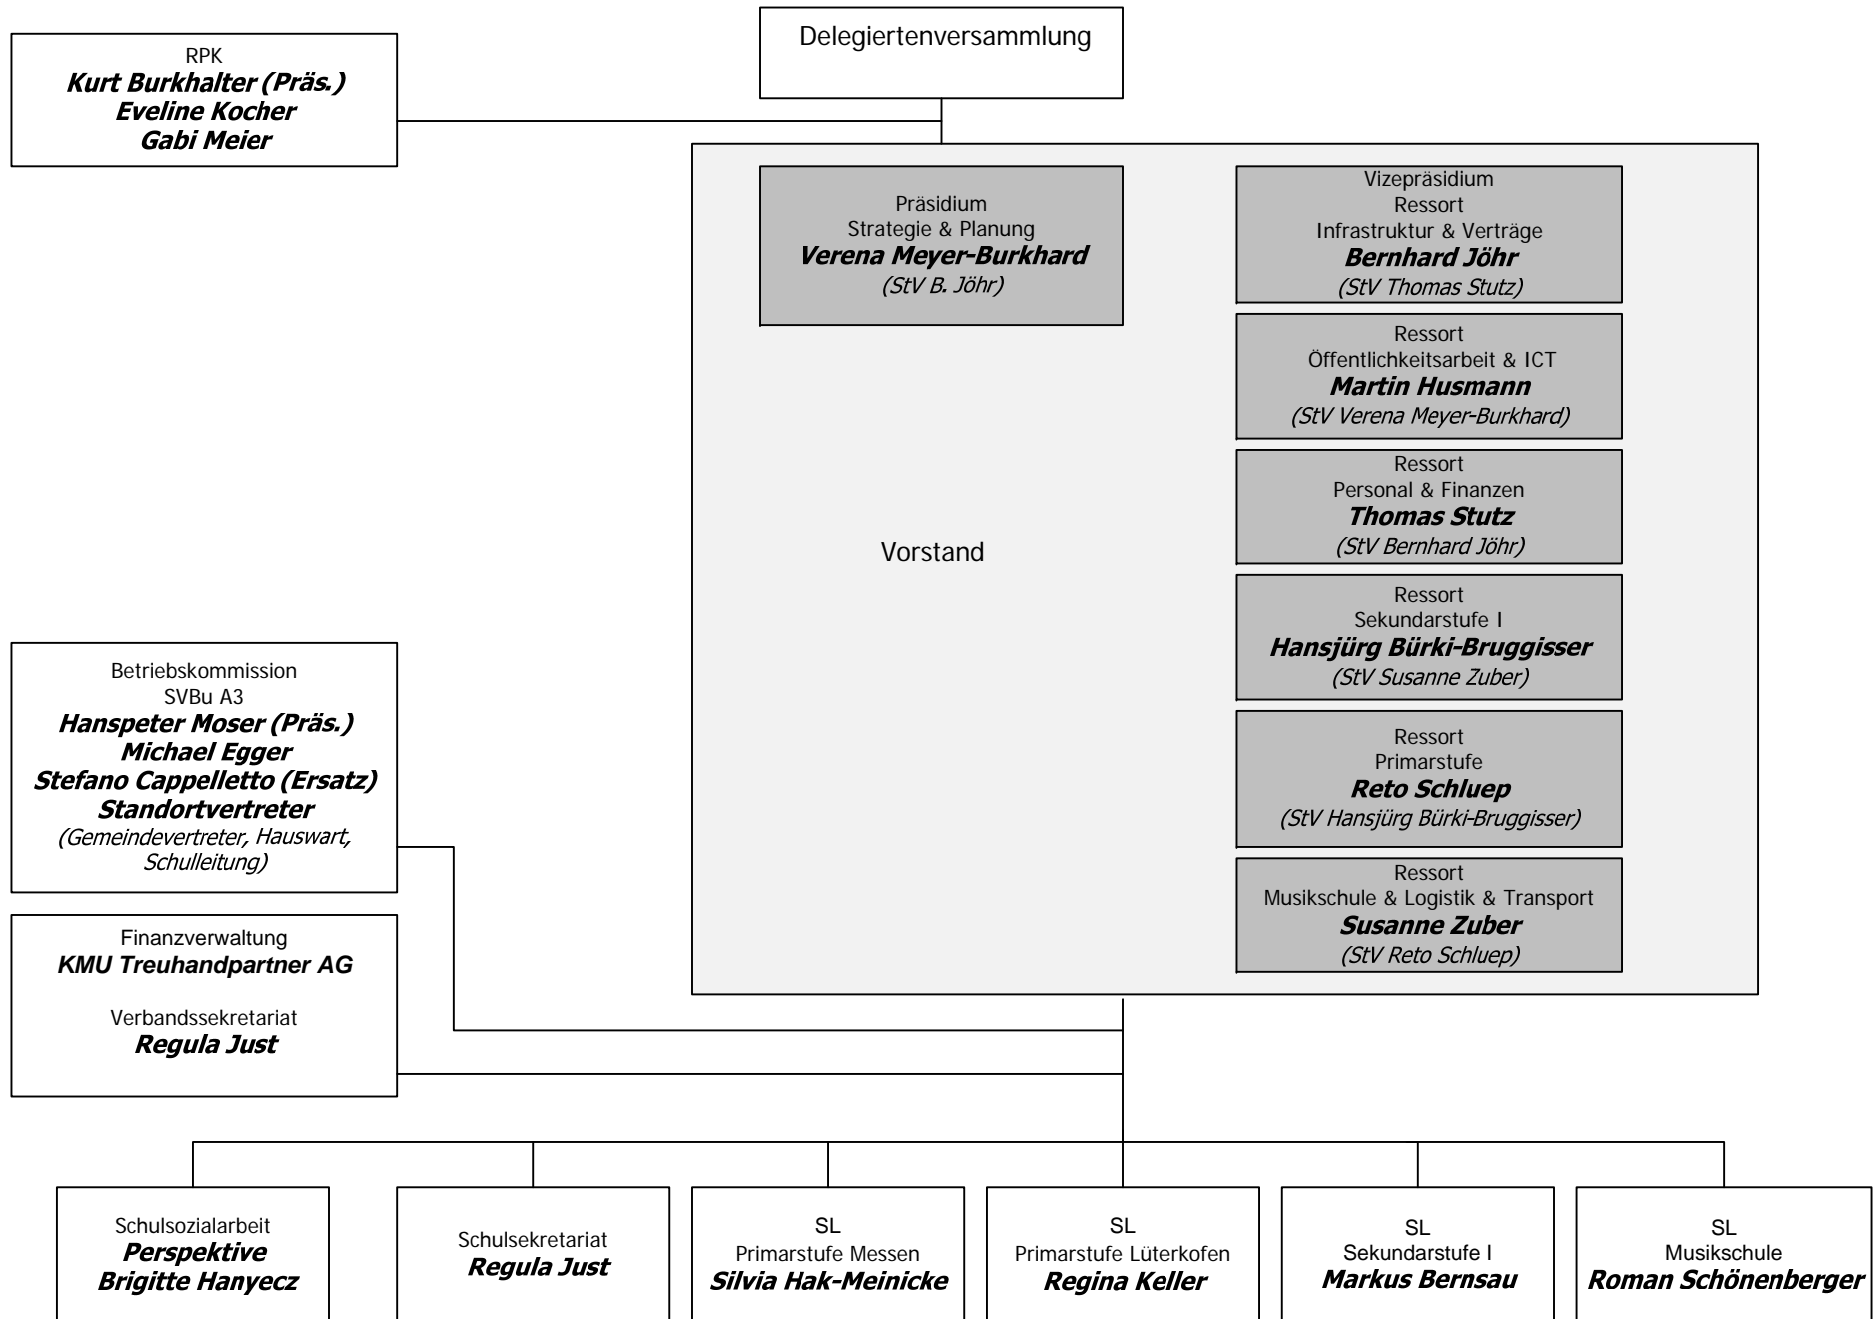 Delegiertenversammlung
RPK
Kurt Burkhalter (Präs.)
Eveline Kocher
Gabi Meier
Präsidium
Strategie & Planung
Verena Meyer-Burkhard
(StV B. Jöhr)
Vizepräsidium
Ressort
Infrastruktur & Verträge
Bernhard Jöhr
(StV Thomas Stutz)
Ressort
Öffentlichkeitsarbeit & ICT
Martin Husmann
(StV Verena Meyer-Burkhard)
Ressort
Personal & Finanzen
Thomas Stutz
(StV Bernhard Jöhr)
Vorstand
Ressort
Sekundarstufe I
Hansjürg Bürki-Bruggisser
(StV Susanne Zuber)
Ressort
Primarstufe
Reto Schluep
(StV Hansjürg Bürki-Bruggisser)
Ressort
Musikschule & Logistik & Transport
Susanne Zuber
(StV Reto Schluep)
Betriebskommission
SVBu A3
Hanspeter Moser (Präs.)
Michael Egger
Stefano Cappelletto (Ersatz)
Standortvertreter
(Gemeindevertreter, Hauswart,
Schulleitung)
Finanzverwaltung
KMU Treuhandpartner AG
Verbandssekretariat
Regula Just
Schulsozialarbeit
Perspektive
Brigitte Hanyecz
Schulsekretariat
Regula Just
SL
Primarstufe Messen
Silvia Hak-Meinicke
SL
Primarstufe Lüterkofen
Regina Keller
SL
Sekundarstufe I
Markus Bernsau
SL
Musikschule
Roman Schönenberger